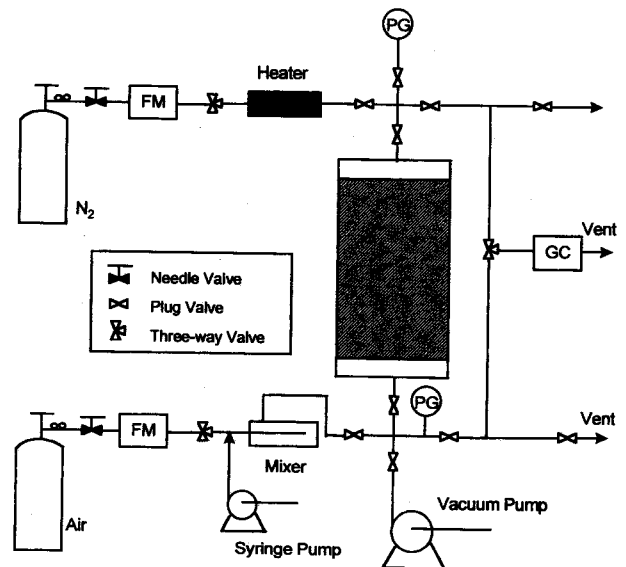 PG
Heater
FM
N2
Vent
GC
Needle Valve
Plug Valve
Three-way Valve
PG
Vent
FM
Mixer
Air
Syringe Pump
Vacuum Pump